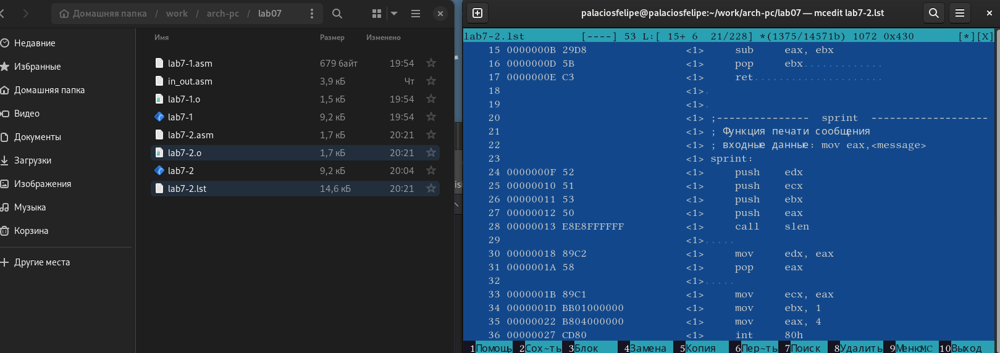 Домашняя папка / work / arch-pc / lab07
Недавние
Избранные
Домашняя папка
Видео
Документы
Загрузки
Изображения
Музыка
Корзина
Другие места
Имя Размер Изменено
lab7-1.asm 679 байт 19:54
in_out.asm 3,9 кБ Чт
lab7-1.o 1,5 кБ 19:54
lab7-1 9,2 кБ 19:54
lab7-2.asm 1,7 кБ 20:21
lab7-2.o 1,7 кБ 20:21
lab7-2 9,2 кБ 20:04
lab7-2.lst 14,6 кБ 20:21
palaciosfelipe@palaciosfelipe:~/work/arch-pc/lab07 — mcedit lab7-2.lst
lab7-2.lst [----] 53 L:[ 15+ 6 21/228] *(1375/14571b) 1072 0x430 [*][X]
15 0000000B 29D8 <1> sub eax, ebx
16 0000000D 5B <1> pop ebx.............
17 0000000E C3 <1> ret.....................
18 <1>.
19 <1>.
20 <1> ;--------------- sprint -------------------
21 <1> ; Функция печати сообщения
22 <1> ; входные данные: mov eax,<message>
23 <1> sprint:
24 0000000F 52 <1> push edx
25 00000010 51 <1> push ecx
26 00000011 53 <1> push ebx
27 00000012 50 <1> push eax
28 00000013 E8E8FFFFFF <1> call slen
29 <1>.....
30 00000018 89C2 <1> mov edx, eax
31 0000001A 58 <1> pop eax
32 <1>.....
33 0000001B 89C1 <1> mov ecx, eax
34 0000001D BB01000000 <1> mov ebx, 1
35 00000022 B804000000 <1> mov eax, 4
36 00000027 CD80 <1> int 80h
1Помощь 2Сох~ть 3Блок 4Замена 5Копия 6Пер~ть 7Поиск 8Удалить 9МенюMC 10Выход